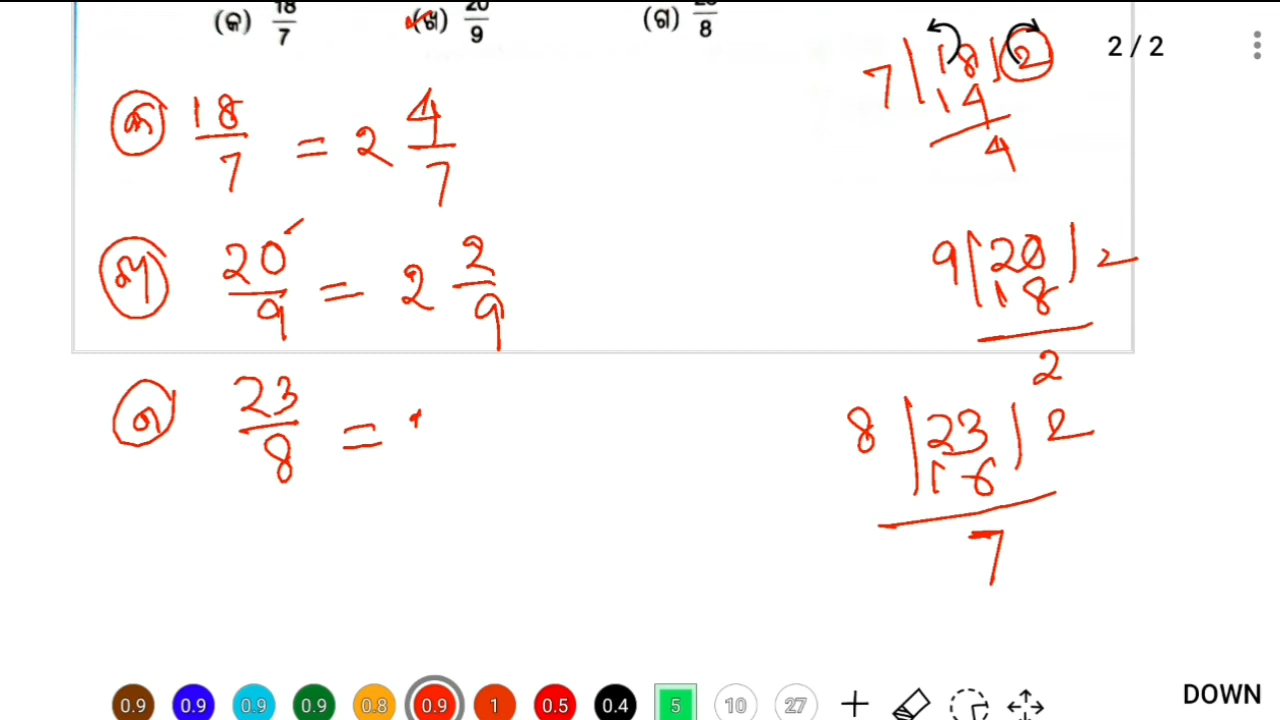 (କ) 18/7 (ଖ) 20/9 (ଗ) 23/8
2 / 2
(କ) 18/7 = 2 4/7
7 | 18 | 2
14
4
(ଖ) 20/9 = 2 2/9
9 | 20 | 2
18
2
(ଗ) 23/8 =
8 | 23 | 2
16
7
0.9 0.9 0.9 0.9 0.8 0.9 1 0.5 0.4 5 10 27 +
DOWN